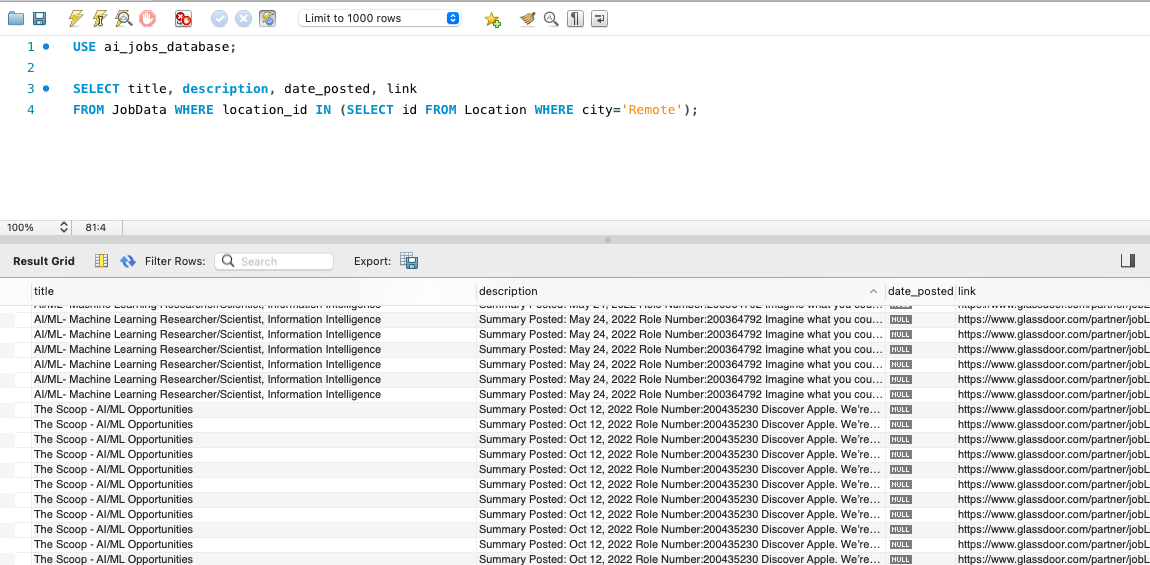 Limit to 1000 rows
1 USE ai_jobs_database;
2
3 SELECT title, description, date_posted, link
4 FROM JobData WHERE location_id IN (SELECT id FROM Location WHERE city='Remote');
100% 81:4
Result Grid Filter Rows: Search Export:
title description date_posted link
AI/ML- Machine Learning Researcher/Scientist, Information Intelligence Summary Posted: May 24, 2022 Role Number:200364792 Imagine what you cou... NULL https://www.glassdoor.com/partner/jobL
AI/ML- Machine Learning Researcher/Scientist, Information Intelligence Summary Posted: May 24, 2022 Role Number:200364792 Imagine what you cou... NULL https://www.glassdoor.com/partner/jobL
AI/ML- Machine Learning Researcher/Scientist, Information Intelligence Summary Posted: May 24, 2022 Role Number:200364792 Imagine what you cou... NULL https://www.glassdoor.com/partner/jobL
AI/ML- Machine Learning Researcher/Scientist, Information Intelligence Summary Posted: May 24, 2022 Role Number:200364792 Imagine what you cou... NULL https://www.glassdoor.com/partner/jobL
AI/ML- Machine Learning Researcher/Scientist, Information Intelligence Summary Posted: May 24, 2022 Role Number:200364792 Imagine what you cou... NULL https://www.glassdoor.com/partner/jobL
AI/ML- Machine Learning Researcher/Scientist, Information Intelligence Summary Posted: May 24, 2022 Role Number:200364792 Imagine what you cou... NULL https://www.glassdoor.com/partner/jobL
AI/ML- Machine Learning Researcher/Scientist, Information Intelligence Summary Posted: May 24, 2022 Role Number:200364792 Imagine what you cou... NULL https://www.glassdoor.com/partner/jobL
The Scoop - AI/ML Opportunities Summary Posted: Oct 12, 2022 Role Number:200435230 Discover Apple. We're... NULL https://www.glassdoor.com/partner/jobL
The Scoop - AI/ML Opportunities Summary Posted: Oct 12, 2022 Role Number:200435230 Discover Apple. We're... NULL https://www.glassdoor.com/partner/jobL
The Scoop - AI/ML Opportunities Summary Posted: Oct 12, 2022 Role Number:200435230 Discover Apple. We're... NULL https://www.glassdoor.com/partner/jobL
The Scoop - AI/ML Opportunities Summary Posted: Oct 12, 2022 Role Number:200435230 Discover Apple. We're... NULL https://www.glassdoor.com/partner/jobL
The Scoop - AI/ML Opportunities Summary Posted: Oct 12, 2022 Role Number:200435230 Discover Apple. We're... NULL https://www.glassdoor.com/partner/jobL
The Scoop - AI/ML Opportunities Summary Posted: Oct 12, 2022 Role Number:200435230 Discover Apple. We're... NULL https://www.glassdoor.com/partner/jobL
The Scoop - AI/ML Opportunities Summary Posted: Oct 12, 2022 Role Number:200435230 Discover Apple. We're... NULL https://www.glassdoor.com/partner/jobL
The Scoop - AI/ML Opportunities Summary Posted: Oct 12, 2022 Role Number:200435230 Discover Apple. We're... NULL https://www.glassdoor.com/partner/jobL
The Scoop - AI/ML Opportunities Summary Posted: Oct 12, 2022 Role Number:200435230 Discover Apple. We're... NULL https://www.glassdoor.com/partner/jobL
The Scoop - AI/ML Opportunities Summary Posted: Oct 12, 2022 Role Number:200435230 Discover Apple. We're... NULL https://www.glassdoor.com/partner/jobL
The Scoop - AI/ML Opportunities Summary Posted: Oct 12, 2022 Role Number:200435230 Discover Apple. We're... NULL https://www.glassdoor.com/partner/jobL